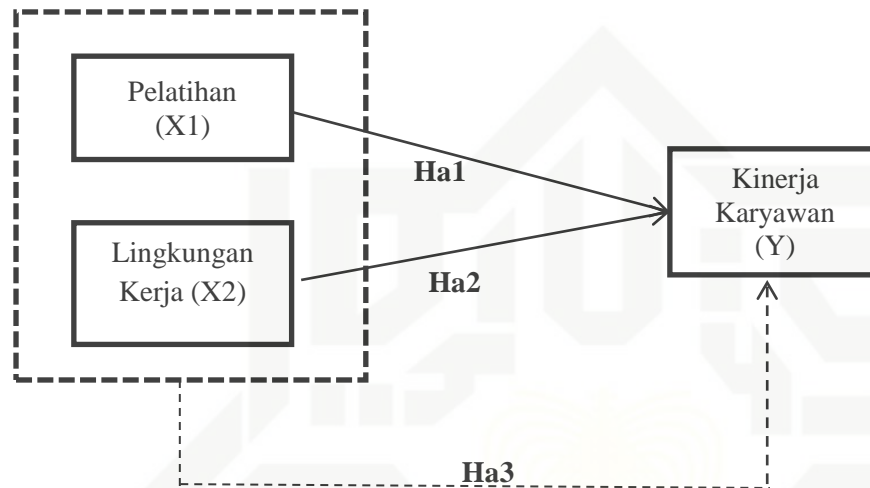 Pelatihan
(X1)
Ha1
Kinerja
Karyawan
(Y)
Lingkungan
Kerja (X2)
Ha2
Ha3